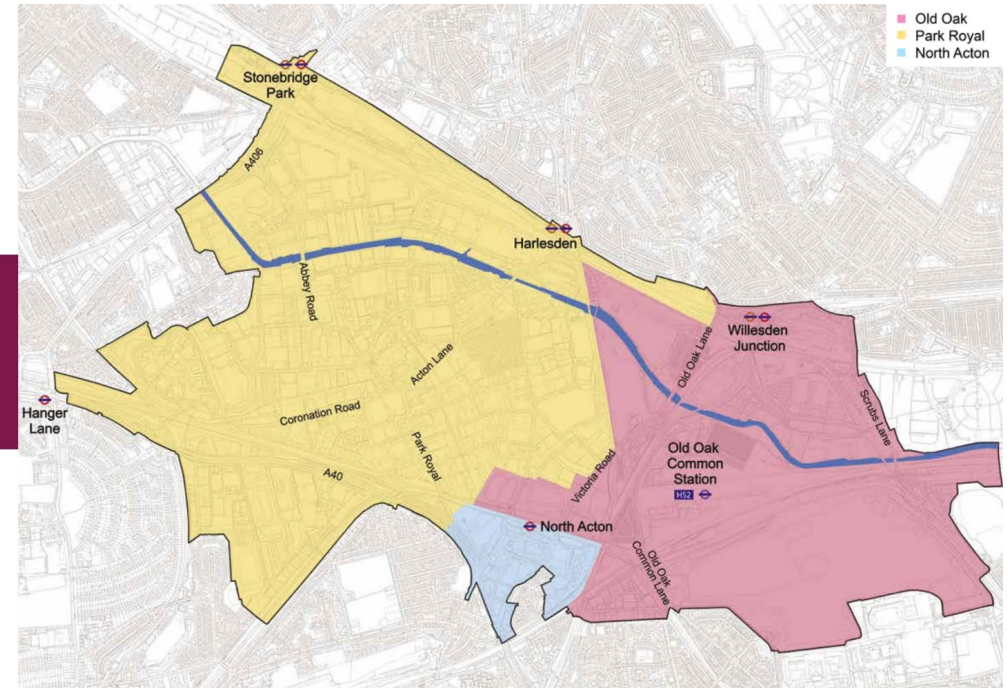 Old Oak
Park Royal
North Acton
Stonebridge
Park
A406
Harlesden
Abbey Road
Willesden
Junction
Old Oak Lane
Acton Lane
Hanger
Lane
Coronation Road
Scrubs Lane
Park Royal
Old Oak
Common
Station
HS2
A40
Victoria Road
North Acton
Old Oak
Common Lane